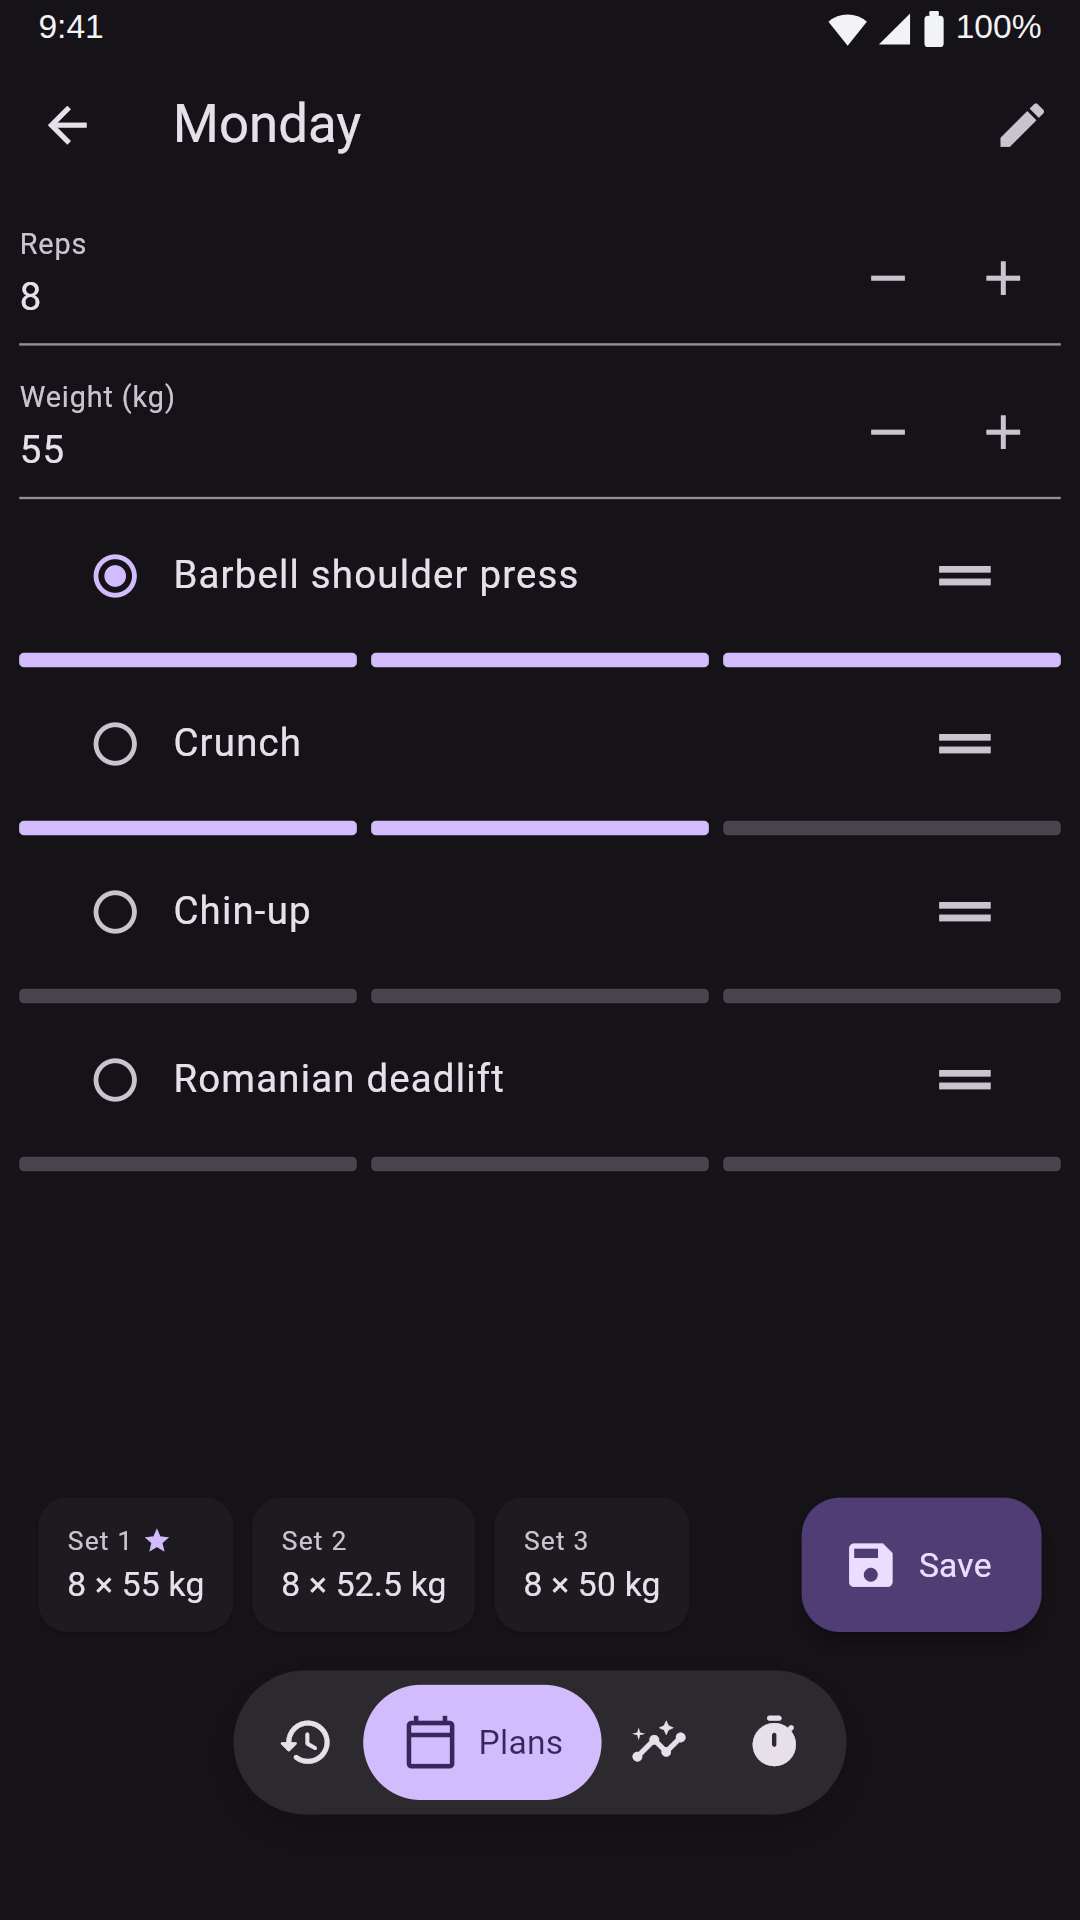 9:41 100%
Monday
Reps
8
Weight (kg)
55
Barbell shoulder press
Crunch
Chin-up
Romanian deadlift
Set 1 Set 2 Set 3
8 × 55 kg 8 × 52.5 kg 8 × 50 kg
Save
Plans